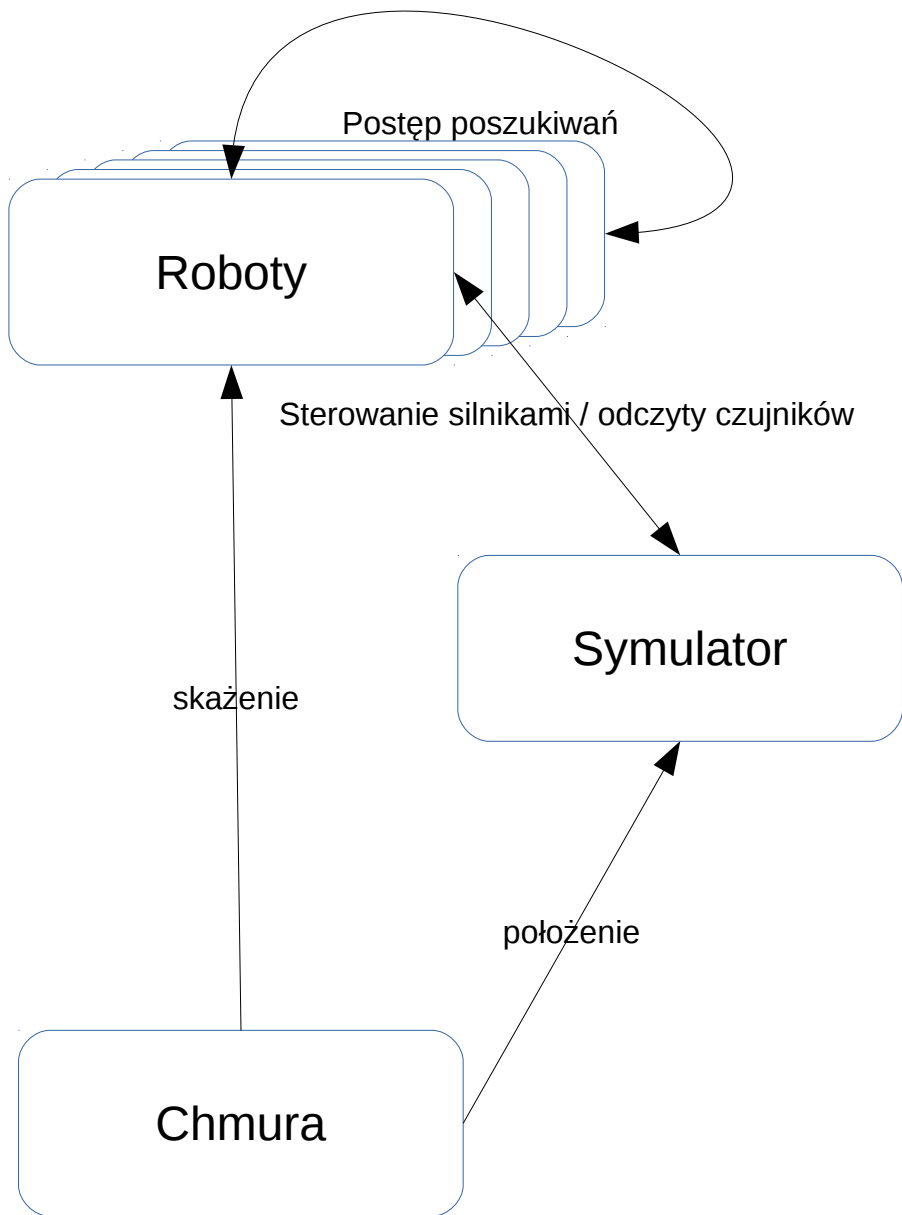 Postęp poszukiwań
Roboty
Sterowanie silnikami / odczyty czujników
Symulator
skażenie
położenie
Chmura